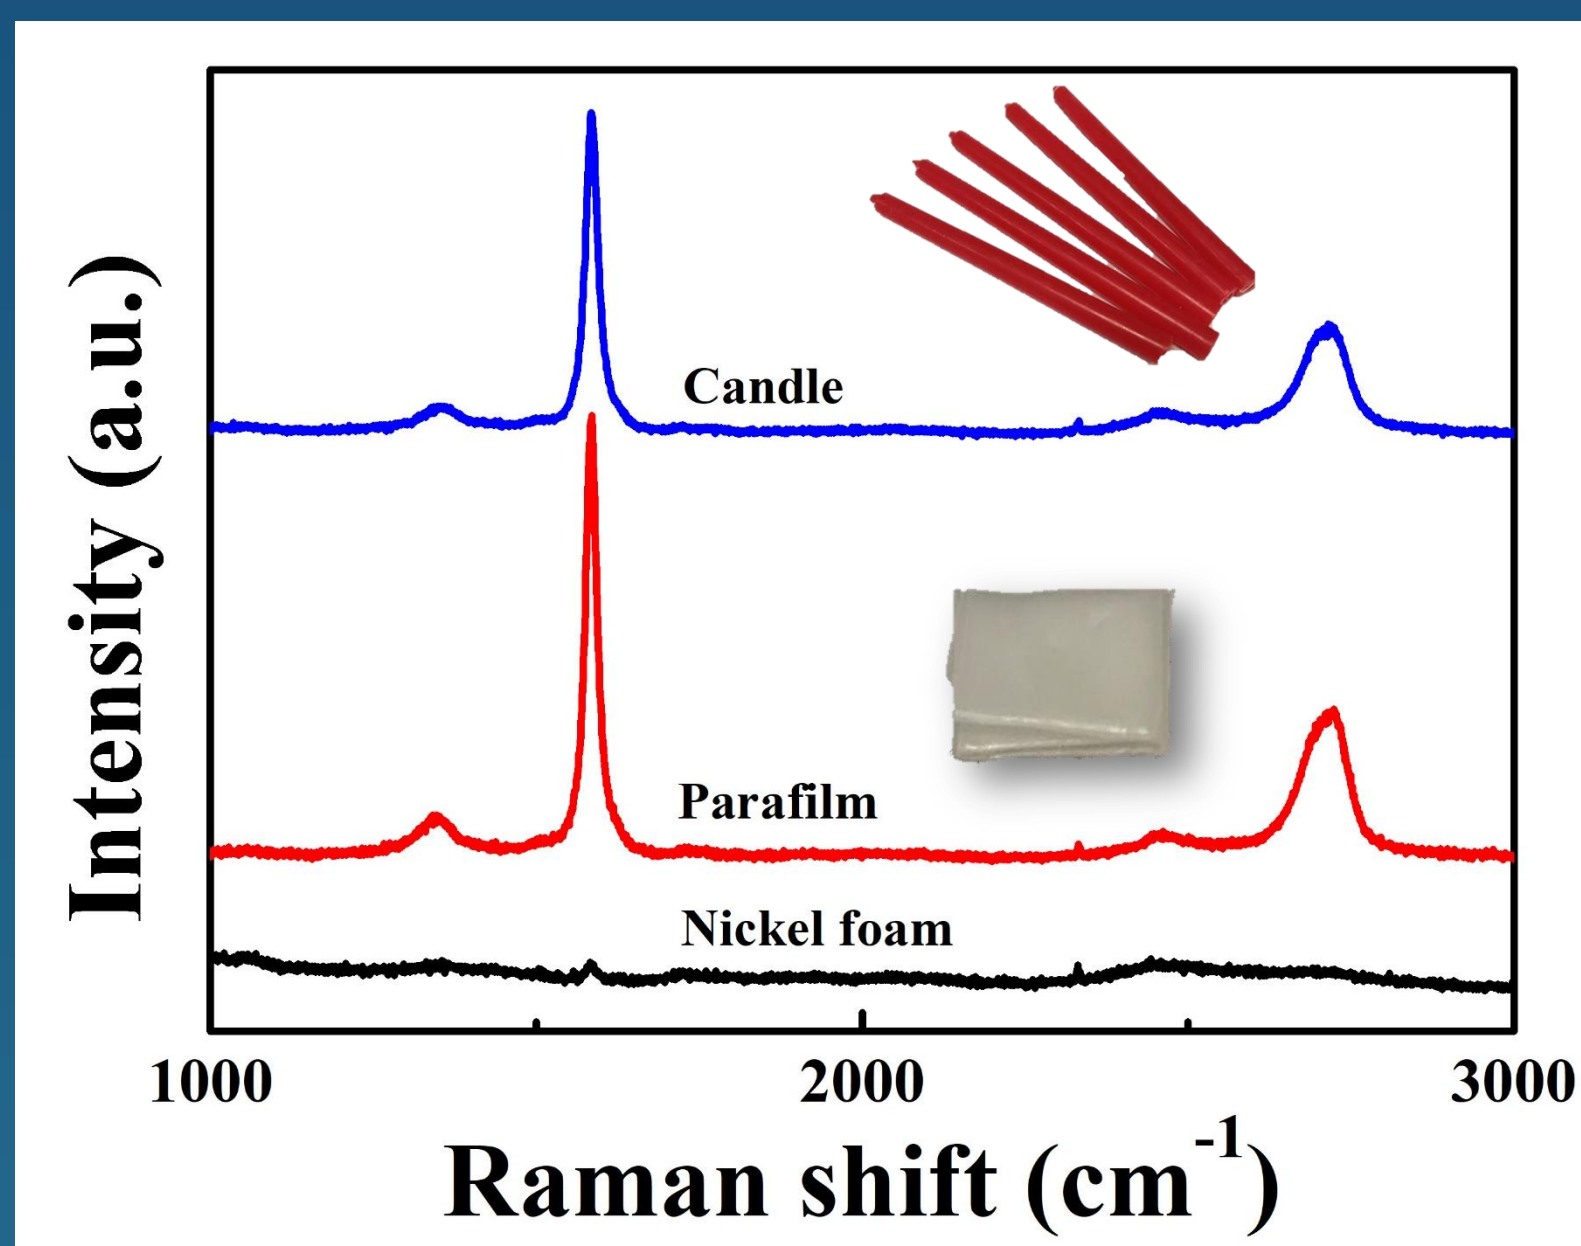 Intensity (a.u.)
Candle
Parafilm
Nickel foam
1000 2000 3000
Raman shift (cm⁻¹)